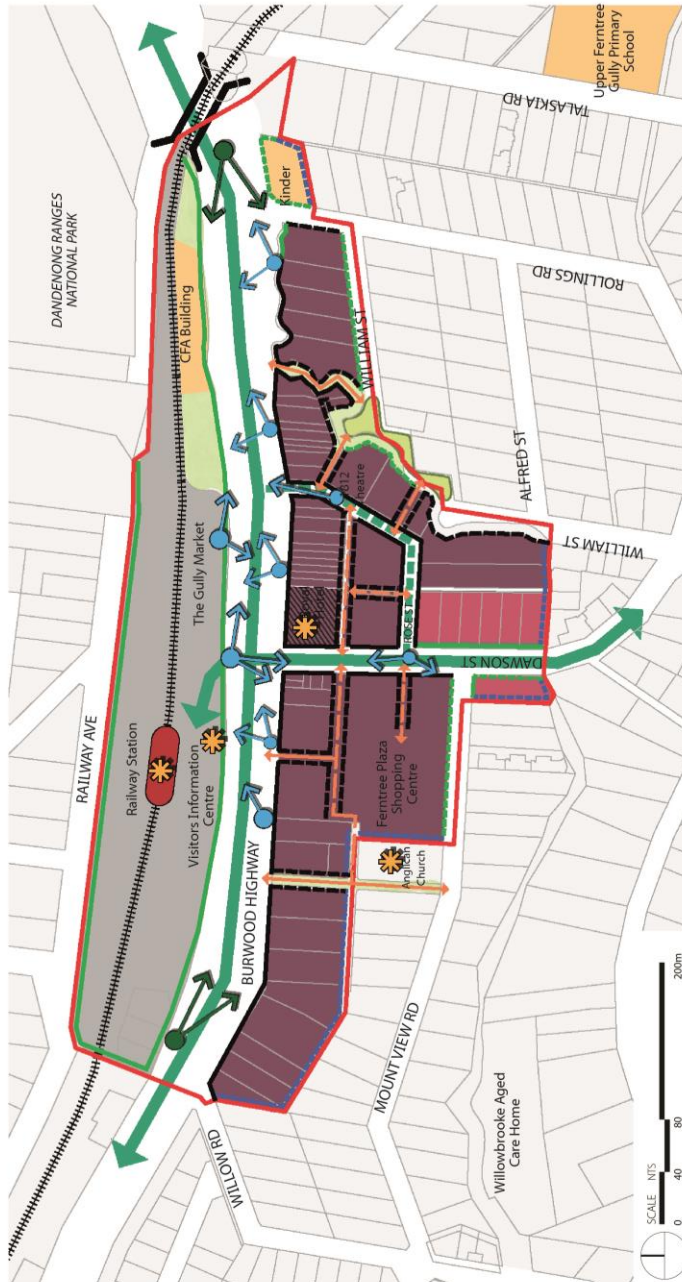 DANDENONG RANGES
NATIONAL PARK
RAILWAY AVE
Railway Station
Visitors Information
Centre
The Gully Market
CFA Building
BURWOOD HIGHWAY
Kinder
WILLIAM ST
Theatre
ROSE ST
DAWSON ST
Ferntree Plaza
Shopping
Centre
Anglican
Church
WILLOW RD
MOUNT VIEW RD
Willowbrooke Aged
Care Home
WILLIAM ST
ALFRED ST
ROLLINGS RD
TALASKIA RD
Upper Ferntree
Gully Primary
School
SCALE NTS
0 40 80 200m